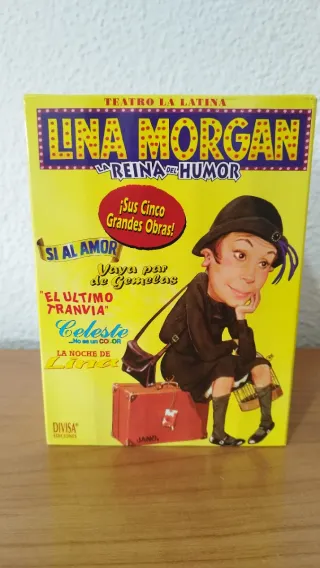 TEATRO LA LATINA
LINA MORGAN
LA REINA DEL HUMOR
¡Sus Cinco
Grandes Obras!
SI AL AMOR
Vaya par
de Gemelas
"EL ULTIMO
TRANVIA"
Celeste
...No es un COLOR
LA NOCHE DE
Lina
DIVISA